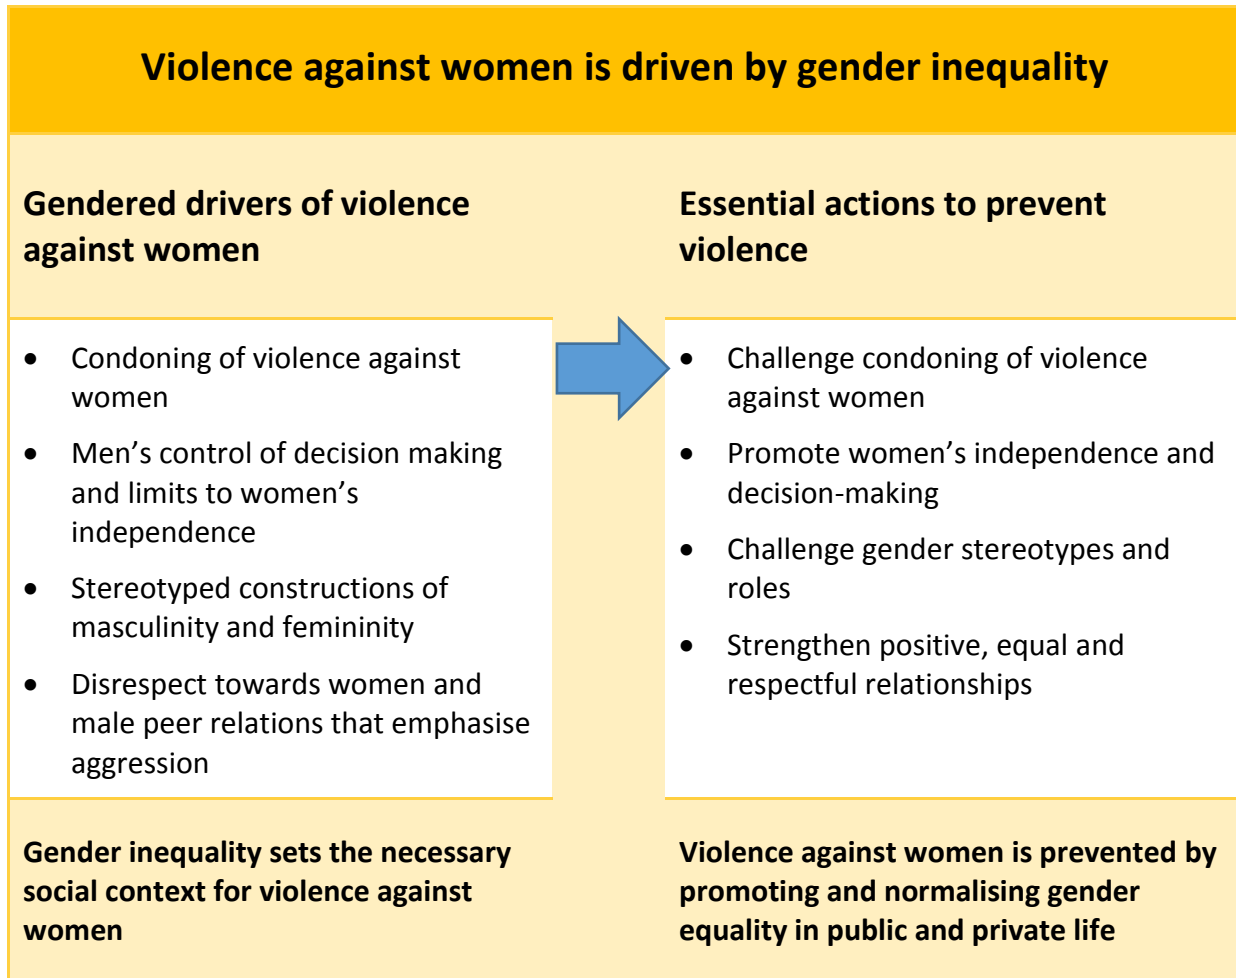 Violence against women is driven by gender inequality
Gendered drivers of violence
against women
• Condoning of violence against
women
• Men’s control of decision making
and limits to women’s
independence
• Stereotyped constructions of
masculinity and femininity
• Disrespect towards women and
male peer relations that emphasise
aggression
Gender inequality sets the necessary
social context for violence against
women
Essential actions to prevent
violence
• Challenge condoning of violence
against women
• Promote women’s independence and
decision-making
• Challenge gender stereotypes and
roles
• Strengthen positive, equal and
respectful relationships
Violence against women is prevented by
promoting and normalising gender
equality in public and private life